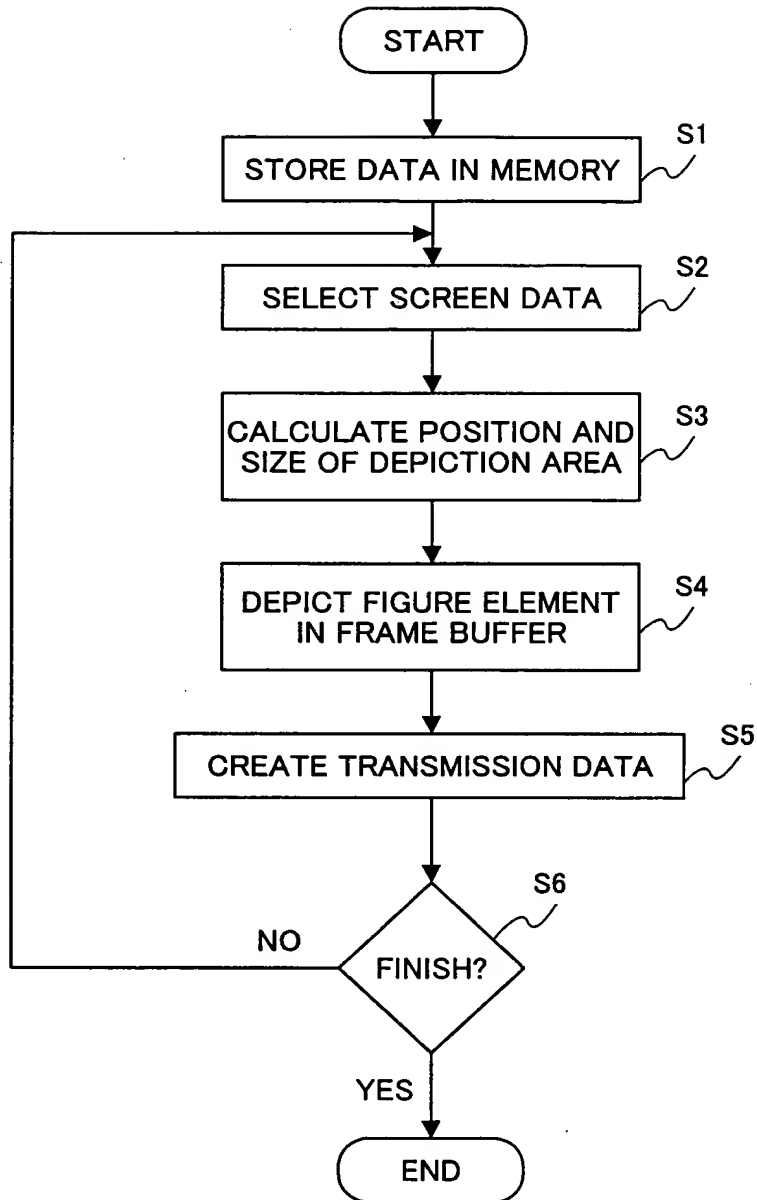 START
S1
STORE DATA IN MEMORY
S2
SELECT SCREEN DATA
S3
CALCULATE POSITION AND
SIZE OF DEPICTION AREA
S4
DEPICT FIGURE ELEMENT
IN FRAME BUFFER
S5
CREATE TRANSMISSION DATA
S6
NO
FINISH?
YES
END